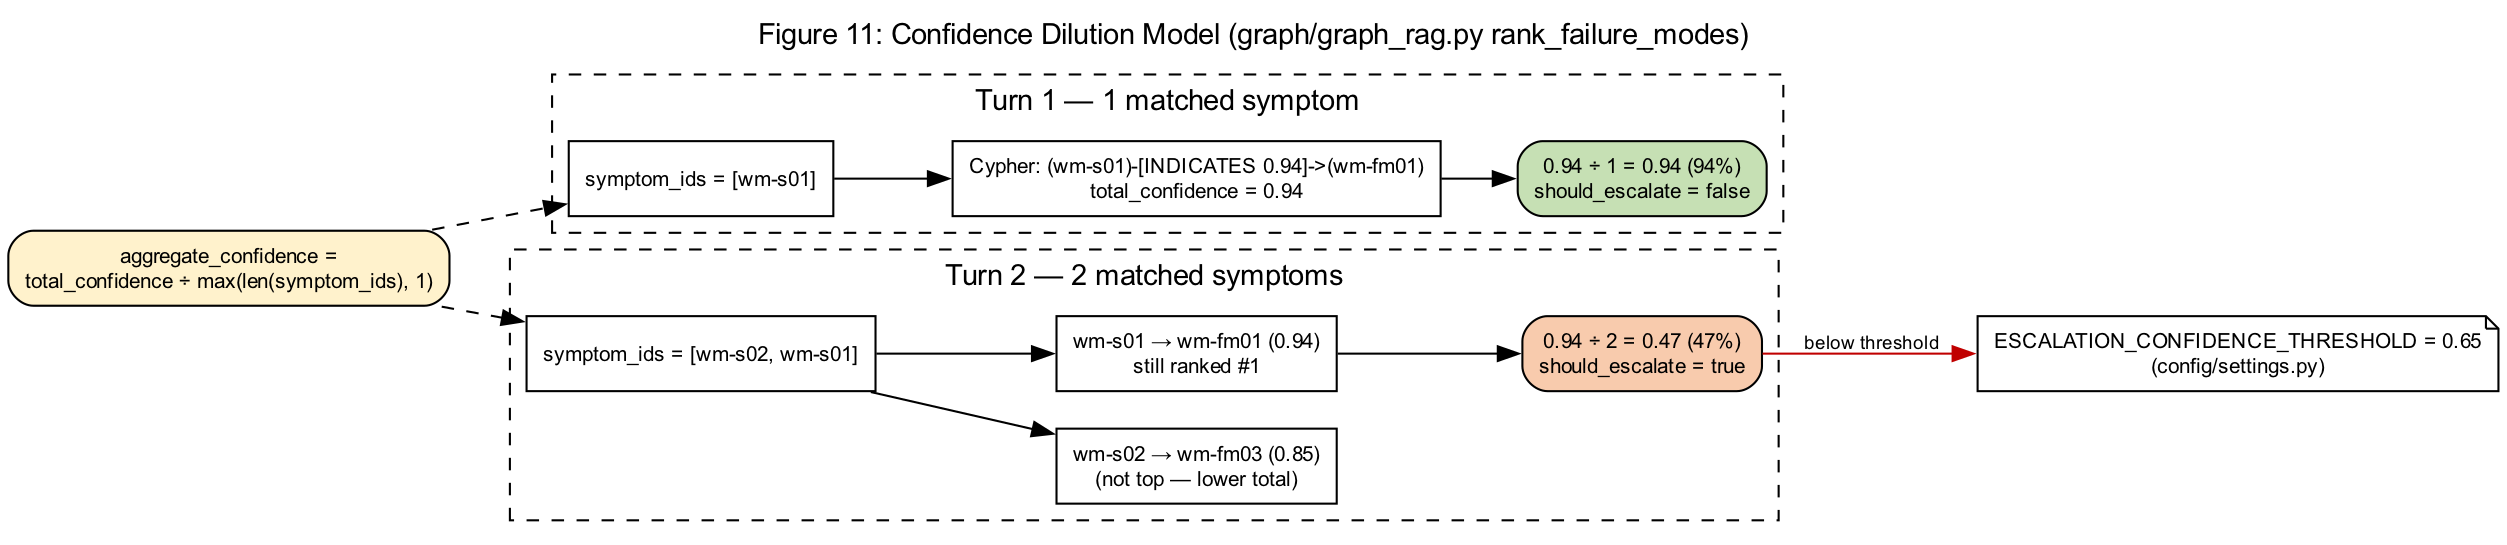 Figure 11: Confidence Dilution Model (graph/graph_rag.py rank_failure_modes)
Turn 1 — 1 matched symptom
symptom_ids = [wm-s01]
Cypher: (wm-s01)-[INDICATES 0.94]->(wm-fm01)
total_confidence = 0.94
0.94 ÷ 1 = 0.94 (94%)
should_escalate = false
aggregate_confidence =
total_confidence ÷ max(len(symptom_ids), 1)
Turn 2 — 2 matched symptoms
symptom_ids = [wm-s02, wm-s01]
wm-s01 → wm-fm01 (0.94)
still ranked #1
0.94 ÷ 2 = 0.47 (47%)
should_escalate = true
below threshold
ESCALATION_CONFIDENCE_THRESHOLD = 0.65
(config/settings.py)
wm-s02 → wm-fm03 (0.85)
(not top — lower total)